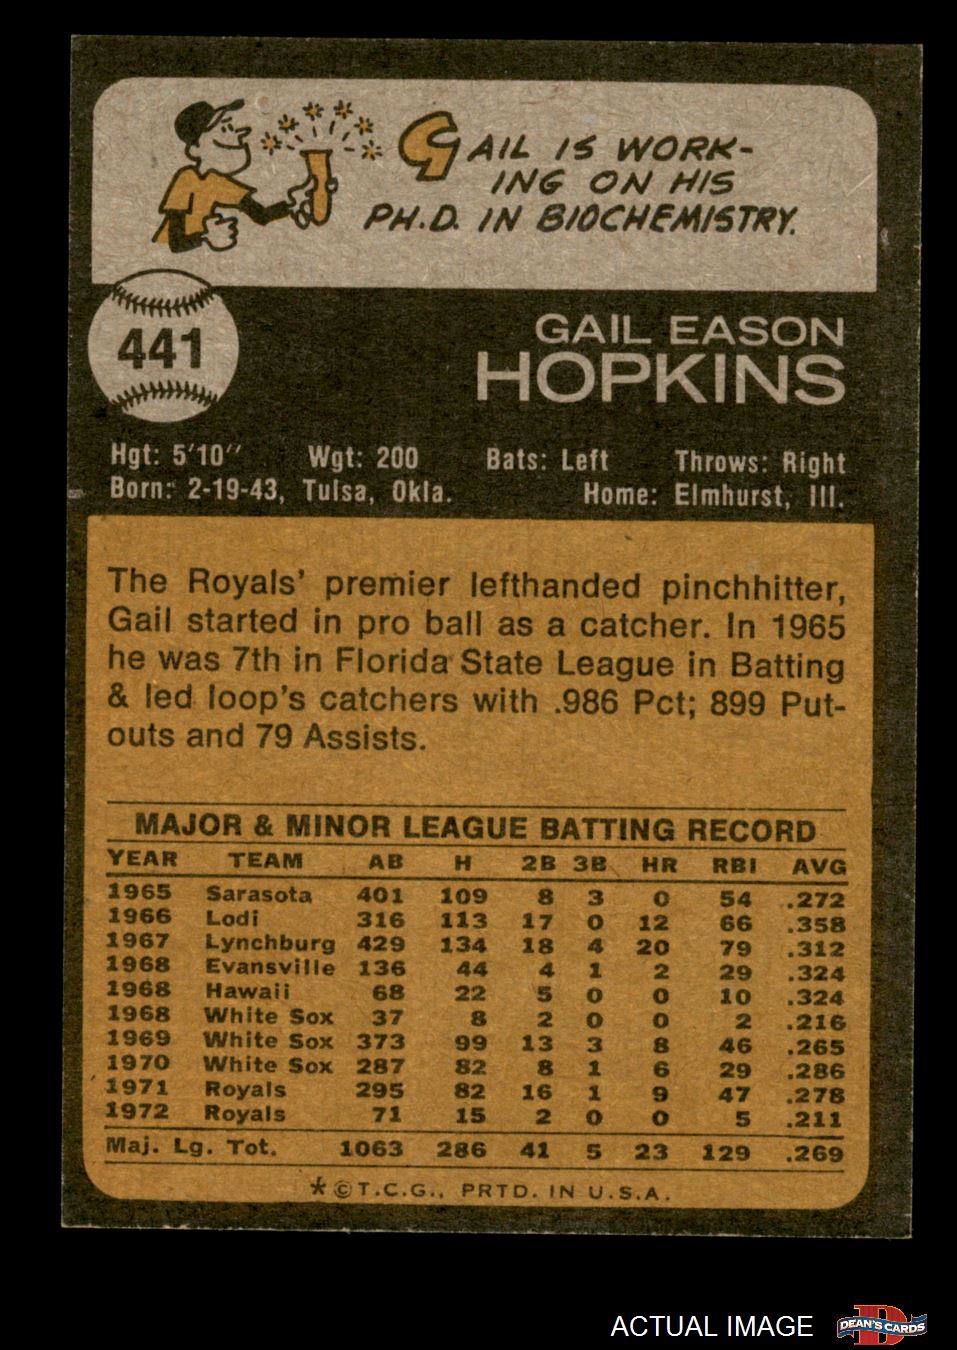 GAIL IS WORK-
ING ON HIS
PH.D. IN BIOCHEMISTRY.
441
GAIL EASON
HOPKINS
Hgt: 5'10" Wgt: 200 Bats: Left Throws: Right
Born: 2-19-43, Tulsa, Okla. Home: Elmhurst, Ill.
The Royals' premier lefthanded pinchhitter,
Gail started in pro ball as a catcher. In 1965
he was 7th in Florida State League in Batting
& led loop's catchers with .986 Pct; 899 Put-
outs and 79 Assists.
MAJOR & MINOR LEAGUE BATTING RECORD
YEAR TEAM AB H 2B 3B HR RBI AVG
1965 Sarasota 401 109 8 3 0 54 .272
1966 Lodi 316 113 17 0 12 66 .358
1967 Lynchburg 429 134 18 4 20 79 .312
1968 Evansville 136 44 4 1 2 29 .324
1968 Hawaii 68 22 5 0 0 10 .324
1968 White Sox 37 8 2 0 0 2 .216
1969 White Sox 373 99 13 3 8 46 .265
1970 White Sox 287 82 8 1 6 29 .286
1971 Royals 295 82 16 1 9 47 .278
1972 Royals 71 15 2 0 0 5 .211
Maj. Lg. Tot. 1063 286 41 5 23 129 .269
* © T.C.G., PRTD. IN U.S.A.
ACTUAL IMAGE
DEAN'S CARDS